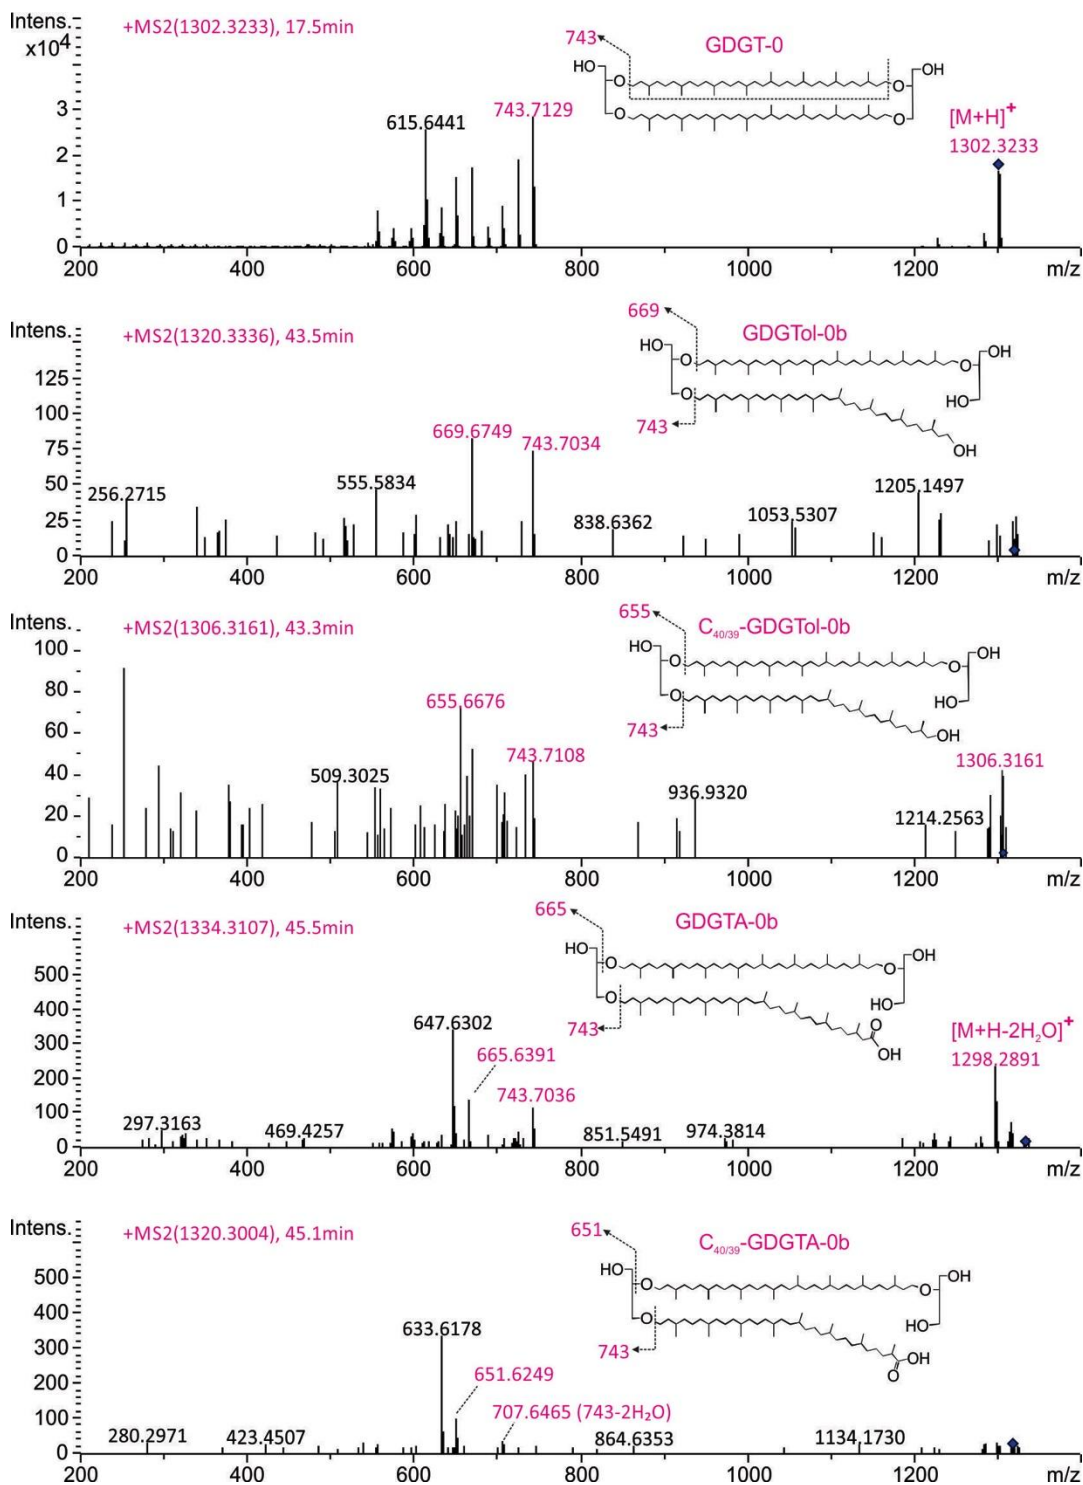 Intens.
x10⁴
+MS2(1302.3233), 17.5min
743
GDGT-0
HO
O
O
OH
O
O
[M+H]⁺
1302.3233
615.6441
743.7129
3
2
1
0
200
400
600
800
1000
1200
m/z
Intens.
+MS2(1320.3336), 43.5min
669
GDGTol-0b
HO
O
O
OH
O
HO
OH
743
125
100
75
50
25
0
256.2715
555.5834
669.6749
743.7034
838.6362
1053.5307
1205.1497
200
400
600
800
1000
1200
m/z
Intens.
+MS2(1306.3161), 43.3min
655
C40/39-GDGTol-0b
HO
O
O
OH
O
HO
OH
743
100
80
60
40
20
0
509.3025
655.6676
743.7108
936.9320
1214.2563
1306.3161
200
400
600
800
1000
1200
m/z
Intens.
+MS2(1334.3107), 45.5min
665
GDGTA-0b
HO
O
O
OH
O
HO
O
OH
743
[M+H-2H₂O]⁺
1298.2891
500
400
300
200
100
0
297.3163
469.4257
647.6302
665.6391
743.7036
851.5491
974.3814
200
400
600
800
1000
1200
m/z
Intens.
+MS2(1320.3004), 45.1min
651
C40/39-GDGTA-0b
HO
O
O
OH
O
HO
OH
O
743
500
400
300
200
100
0
280.2971
423.4507
633.6178
651.6249
707.6465 (743-2H₂O)
864.6353
1134.1730
200
400
600
800
1000
1200
m/z